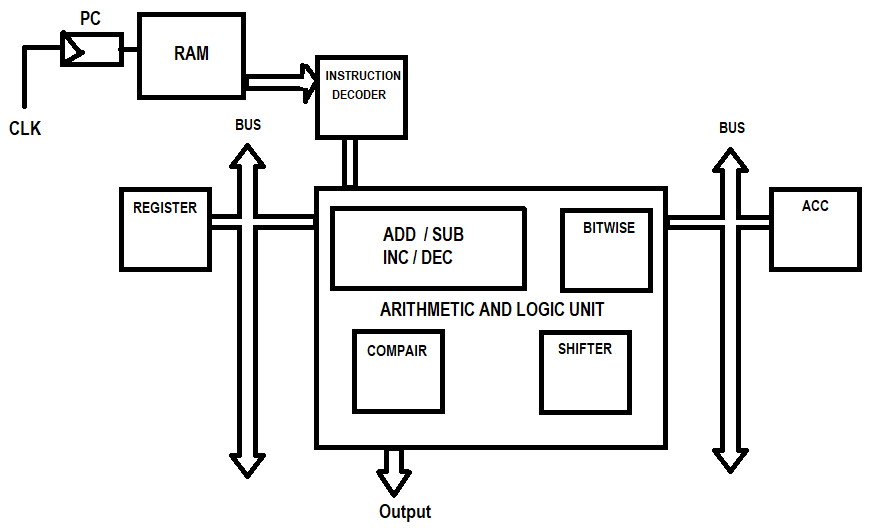 PC
RAM
INSTRUCTION
DECODER
CLK
BUS
BUS
REGISTER
ACC
ADD / SUB
INC / DEC
BITWISE
ARITHMETIC AND LOGIC UNIT
COMPAIR
SHIFTER
Output